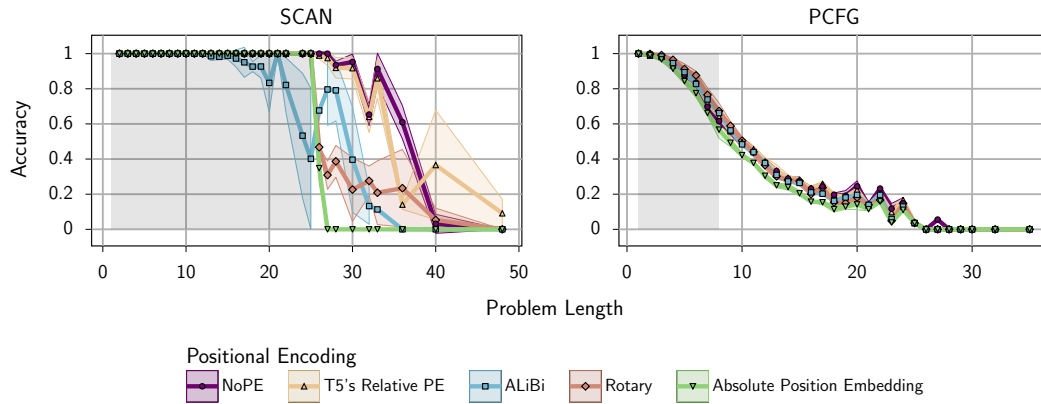 SCAN
PCFG
Accuracy
1
0.8
0.6
0.4
0.2
0
0 10 20 30 40 50
1
0.8
0.6
0.4
0.2
0
0 10 20 30
Problem Length
Positional Encoding
NoPE T5's Relative PE ALiBi Rotary Absolute Position Embedding